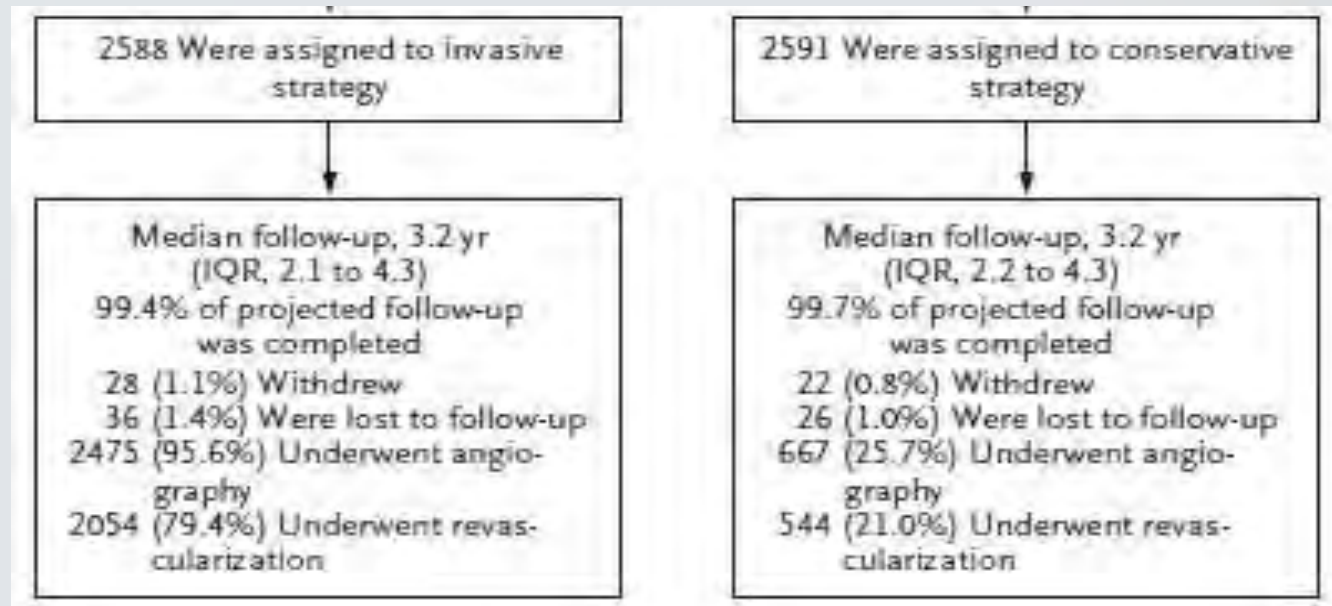 2588 Were assigned to invasive
strategy
2591 Were assigned to conservative
strategy
Median follow-up, 3.2 yr
(IQR, 2.1 to 4.3)
99.4% of projected follow-up
was completed
28 (1.1%) Withdrew
36 (1.4%) Were lost to follow-up
2475 (95.6%) Underwent angio-
graphy
2054 (79.4%) Underwent revas-
cularization
Median follow-up, 3.2 yr
(IQR, 2.2 to 4.3)
99.7% of projected follow-up
was completed
22 (0.8%) Withdrew
26 (1.0%) Were lost to follow-up
667 (25.7%) Underwent angio-
graphy
544 (21.0%) Underwent revas-
cularization